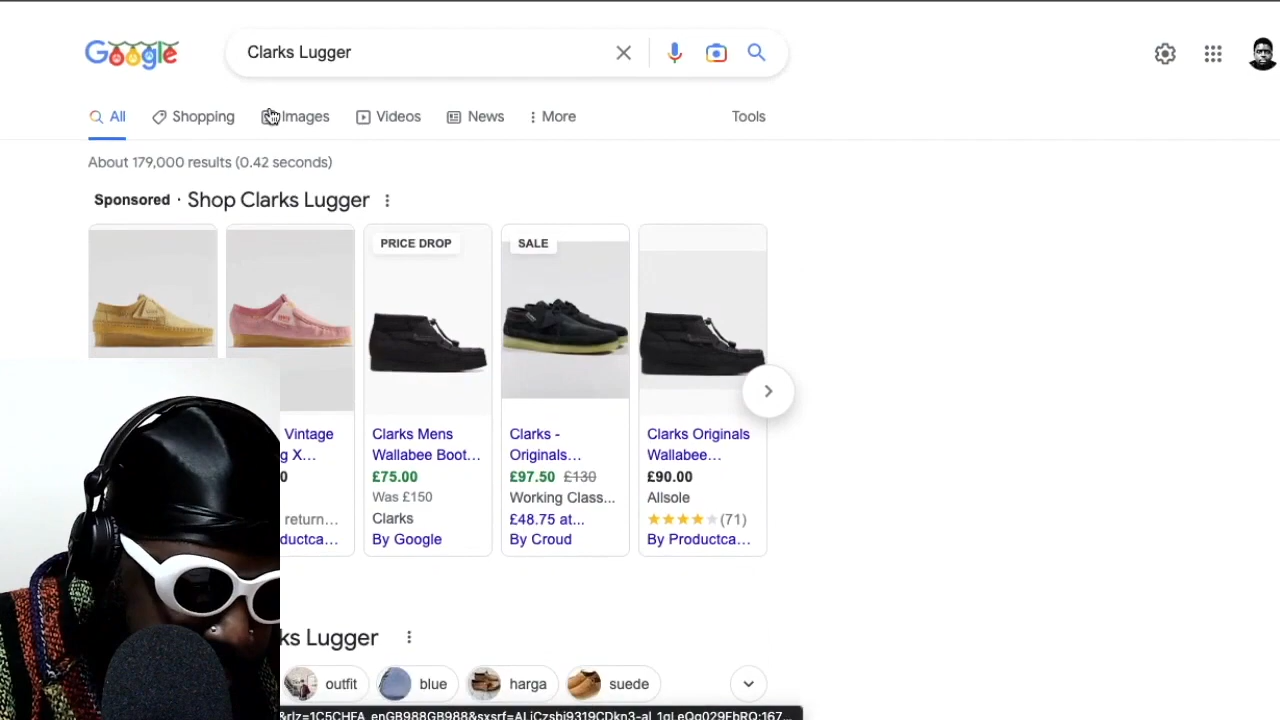 Google
Clarks Lugger
All Shopping Images Videos News More Tools
About 179,000 results (0.42 seconds)
Sponsored · Shop Clarks Lugger
PRICE DROP
SALE
Vintage
g X...
0
return...
ductca...
Clarks Mens
Wallabee Boot...
£75.00
Was £150
Clarks
By Google
Clarks -
Originals...
£97.50 £130
Working Class...
£48.75 at...
By Croud
Clarks Originals
Wallabee...
£90.00
Allsole
(71)
By Productca...
ks Lugger
outfit blue harga suede